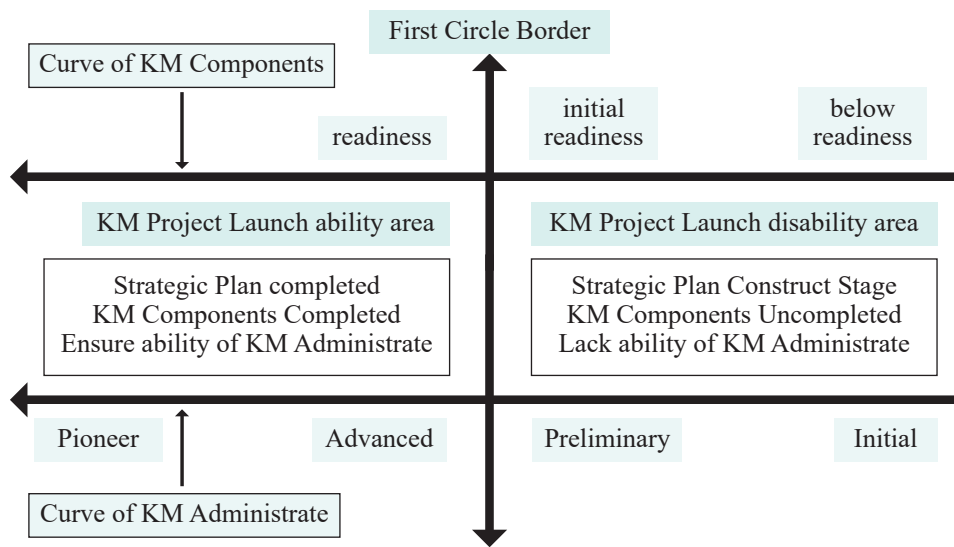 First Circle Border
Curve of KM Components
readiness
initial
readiness
below
readiness
KM Project Launch ability area
KM Project Launch disability area
Strategic Plan completed
KM Components Completed
Ensure ability of KM Administrate
Strategic Plan Construct Stage
KM Components Uncompleted
Lack ability of KM Administrate
Pioneer
Advanced
Preliminary
Initial
Curve of KM Administrate